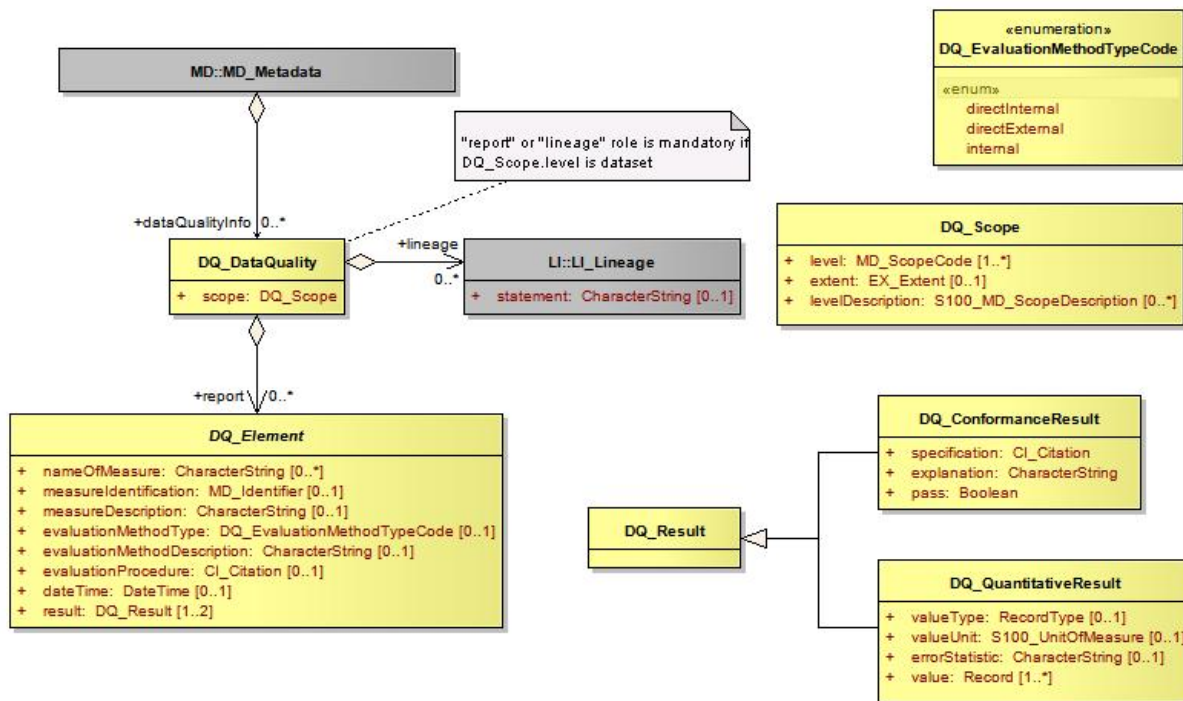 MD::MD_Metadata
"report" or "lineage" role is mandatory if
DQ_Scope.level is dataset
«enumeration»
DQ_EvaluationMethodTypeCode
«enum»
directInternal
directExternal
internal
+dataQualityInfo 0..*
DQ_DataQuality
+ scope: DQ_Scope
+lineage
0..*
LI::LI_Lineage
+ statement: CharacterString [0..1]
DQ_Scope
+ level: MD_ScopeCode [1..*]
+ extent: EX_Extent [0..1]
+ levelDescription: S100_MD_ScopeDescription [0..*]
+report 0..*
DQ_Element
+ nameOfMeasure: CharacterString [0..*]
+ measureIdentification: MD_Identifier [0..1]
+ measureDescription: CharacterString [0..1]
+ evaluationMethodType: DQ_EvaluationMethodTypeCode [0..1]
+ evaluationMethodDescription: CharacterString [0..1]
+ evaluationProcedure: CI_Citation [0..1]
+ dateTime: DateTime [0..1]
+ result: DQ_Result [1..2]
DQ_Result
DQ_ConformanceResult
+ specification: CI_Citation
+ explanation: CharacterString
+ pass: Boolean
DQ_QuantitativeResult
+ valueType: RecordType [0..1]
+ valueUnit: S100_UnitOfMeasure [0..1]
+ errorStatistic: CharacterString [0..1]
+ value: Record [1..*]